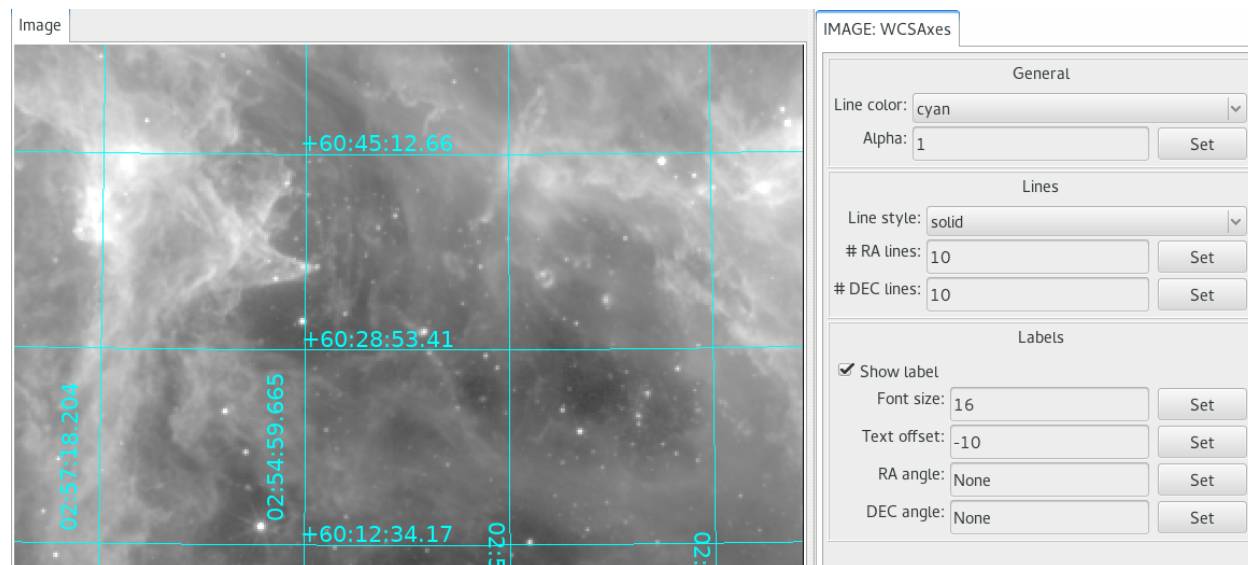 Image
+60:45:12.66
+60:28:53.41
02:57:18.204
02:54:59.665
+60:12:34.17
IMAGE: WCSAxes
General
Line color: cyan
Alpha: 1 Set
Lines
Line style: solid
# RA lines: 10 Set
# DEC lines: 10 Set
Labels
Show label
Font size: 16 Set
Text offset: -10 Set
RA angle: None Set
DEC angle: None Set